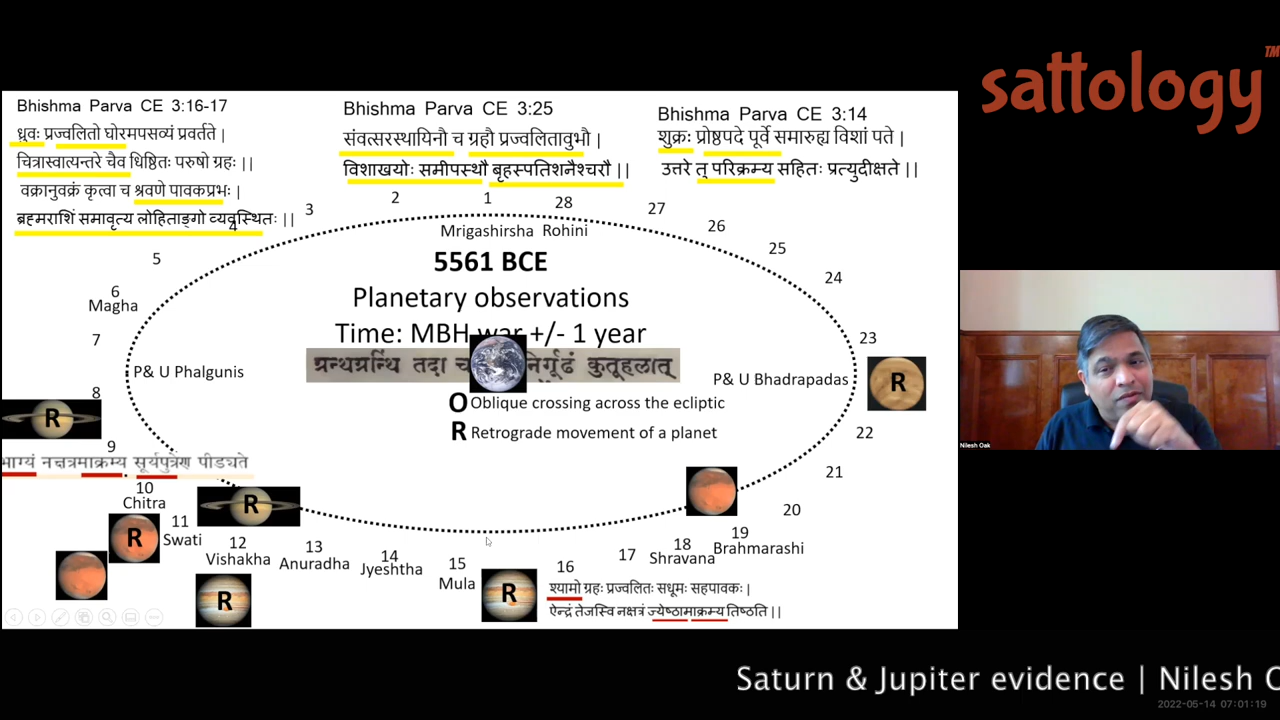 sattology™
Bhishma Parva CE 3:16-17
ध्रुवः प्रज्वलितो घोरमपसव्यं प्रवर्तते |
चित्रास्वात्यन्तरे चैव धिष्ठितः परुषो ग्रहः ||
वक्रानुवक्रं कृत्वा च श्रवणे पावकप्रभः |
ब्रह्मराशिं समावृत्य लोहिताङ्गो व्यवस्थितः ||
Bhishma Parva CE 3:25
संवत्सरस्थायिनौ च ग्रहौ प्रज्वलितावुभौ |
विशाखयोः समीपस्थौ बृहस्पतिशनैश्चरौ ||
Bhishma Parva CE 3:14
शुक्रः प्रोष्ठपदे पूर्वे समारुह्य विशां पते |
उत्तरे तु परिक्रम्य सहितः प्रत्युदीक्षते ||
1
2
3
4
5
6
Magha
7
P& U Phalgunis
8
9
10
Chitra
11
Swati
12
Vishakha
13
Anuradha
14
Jyeshtha
15
Mula
16
17
18
Shravana
19
Brahmarashi
20
21
22
23
P& U Bhadrapadas
24
25
26
27
28
Mrigashirsha Rohini
5561 BCE
Planetary observations
Time: MBH war +/- 1 year
ग्रन्थग्रन्थिं तदा कुतूहलात्
O Oblique crossing across the ecliptic
R Retrograde movement of a planet
R
R
R
R
R
R
भाग्यं नक्षत्रमाक्रम्य सूर्यपुत्रेण पीड्यते
श्यामो ग्रहः प्रज्वलितः सधूमः सहपावकः |
ऐन्द्रं तेजस्वि नक्षत्रं ज्येष्ठामाक्रम्य तिष्ठति ||
Nilesh Oak
Saturn & Jupiter evidence | Nilesh O
2022-05-14 07:01:19